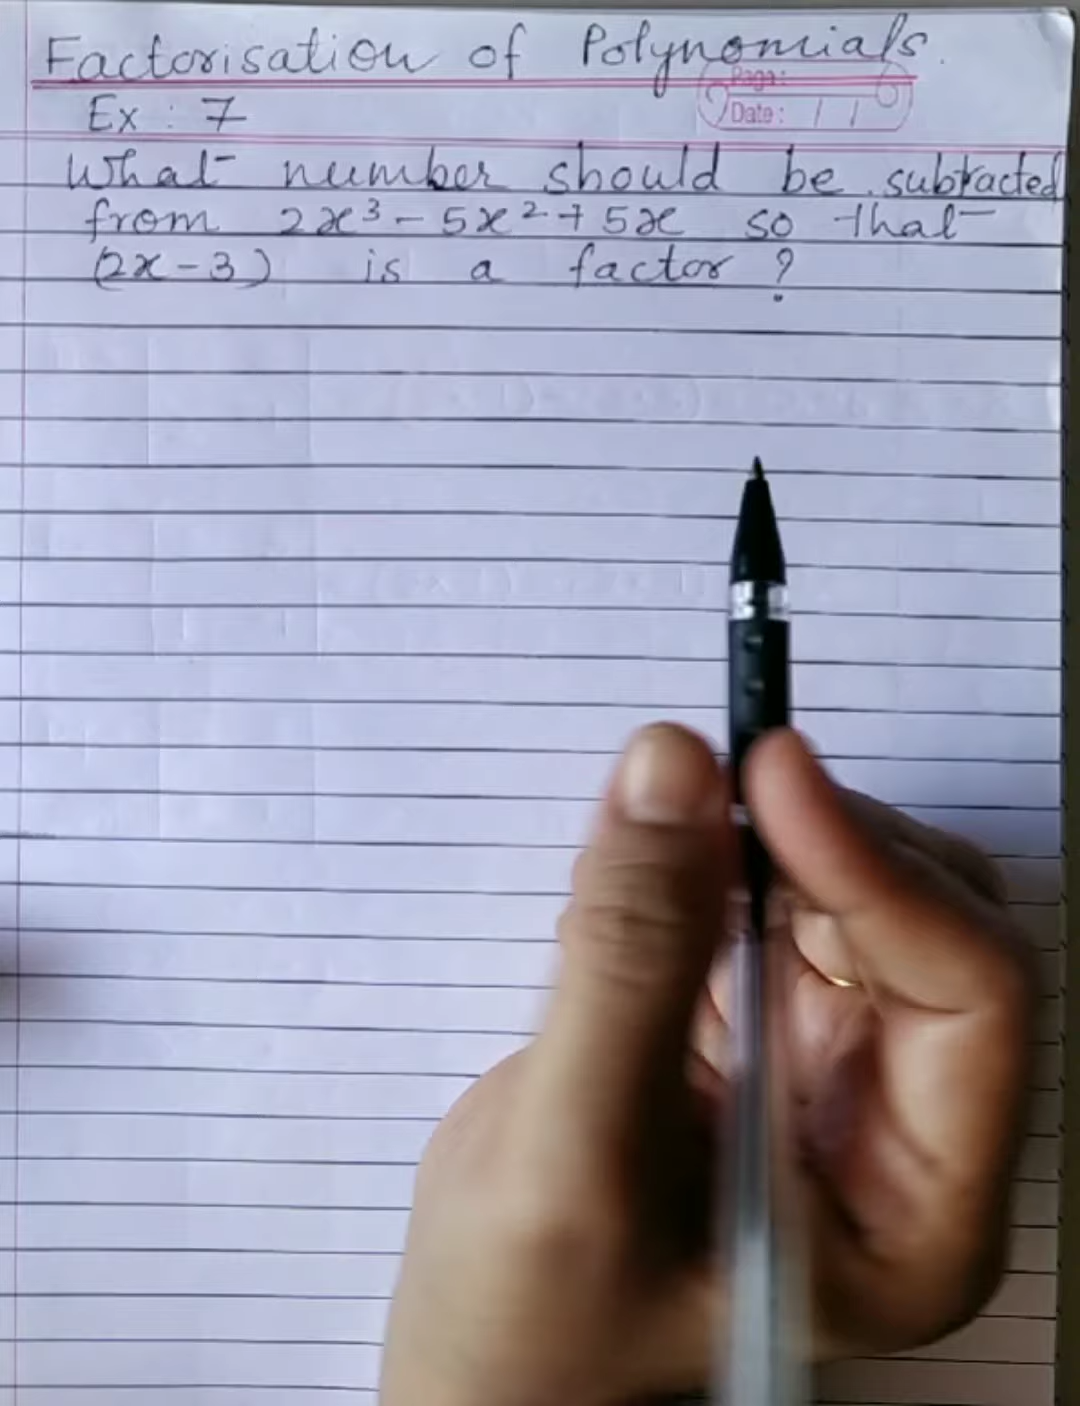 Factorisation of Polynomials.
Page:
Ex : 7
Date : / /
What number should be subtracted
from 2x³ - 5x² + 5x so that
(2x - 3) is a factor ?